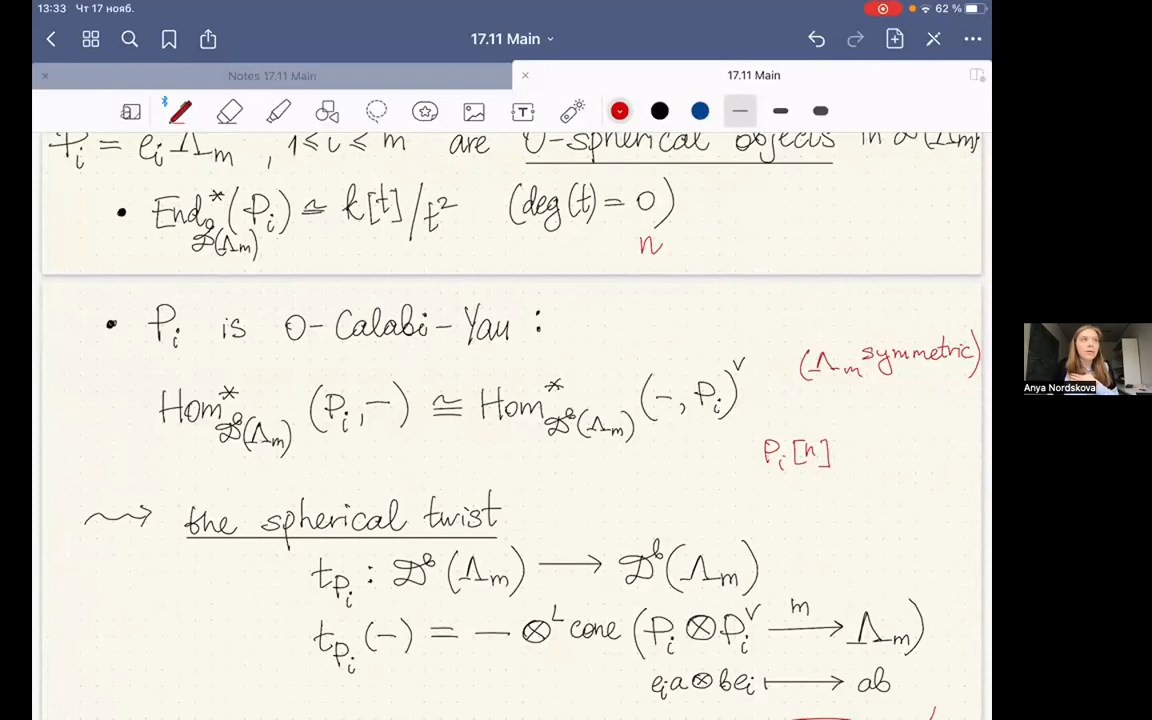 13:33 Чт 17 нояб.
62 %
17.11 Main
Notes 17.11 Main
17.11 Main
P_i = e_i Λ_m , 1 ≤ i ≤ m are 0-spherical objects in
• End*_{D^b(Λ_m)}(P_i) ≅ k[t]/t² (deg(t) = 0)
n
• P_i is 0-Calabi-Yau :
(Λ_m symmetric)
Hom*_{D^b(Λ_m)}(P_i, −) ≅ Hom*_{D^b(Λ_m)}(−, P_i)^∨
P_i[n]
⇝ the spherical twist
t_{P_i} : D^b(Λ_m) ⟶ D^b(Λ_m)
t_{P_i}(−) = − ⊗^L cone (P_i ⊗ P_i^∨ —m→ Λ_m)
e_i a ⊗ b e_i ⟼ ab
Anya Nordskova